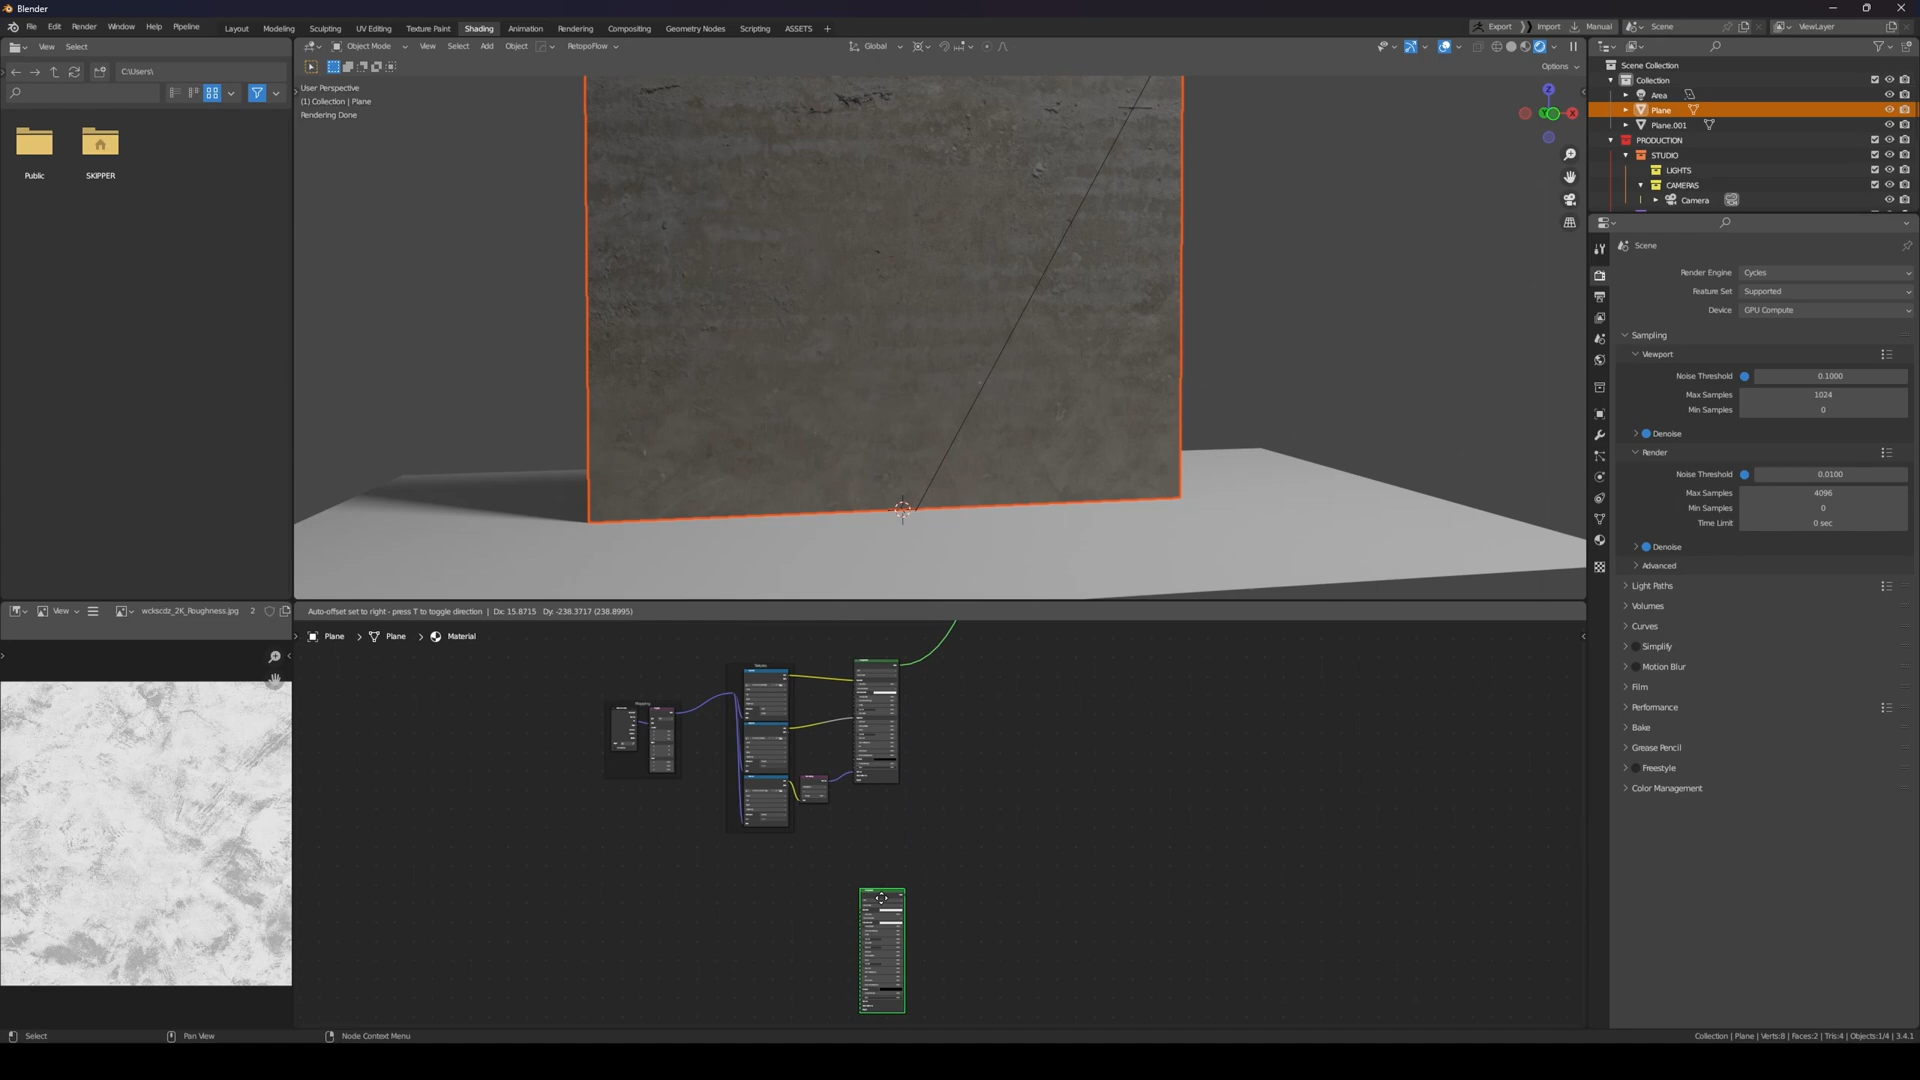 Blender
File Edit Render Window Help Pipeline
Layout Modeling Sculpting UV Editing Texture Paint Shading Animation Rendering Compositing Geometry Nodes Scripting ASSETS +
Export Import Manual Scene ViewLayer
View Select
C:\Users\
Public SKIPPER
Object Mode View Select Add Object RetopoFlow
Global
Options
User Perspective
(1) Collection | Plane
Rendering Done
Z
X
Scene Collection
Collection
Area
Plane
Plane.001
PRODUCTION
STUDIO
LIGHTS
CAMERAS
Camera
Scene
Render Engine Cycles
Feature Set Supported
Device GPU Compute
Sampling
Viewport
Noise Threshold 0.1000
Max Samples 1024
Min Samples 0
Denoise
Render
Noise Threshold 0.0100
Max Samples 4096
Min Samples 0
Time Limit 0 sec
Denoise
Advanced
Light Paths
Volumes
Curves
Simplify
Motion Blur
Film
Performance
Bake
Grease Pencil
Freestyle
Color Management
View wckscdz_2K_Roughness.jpg 2
Auto-offset set to right - press T to toggle direction | Dx: 15.8715 Dy: -238.3717 (238.8995)
Plane > Plane > Material
Textures
Mapping
Select Pan View Node Context Menu
Collection | Plane | Verts:8 | Faces:2 | Tris:4 | Objects:1/4 | 3.4.1